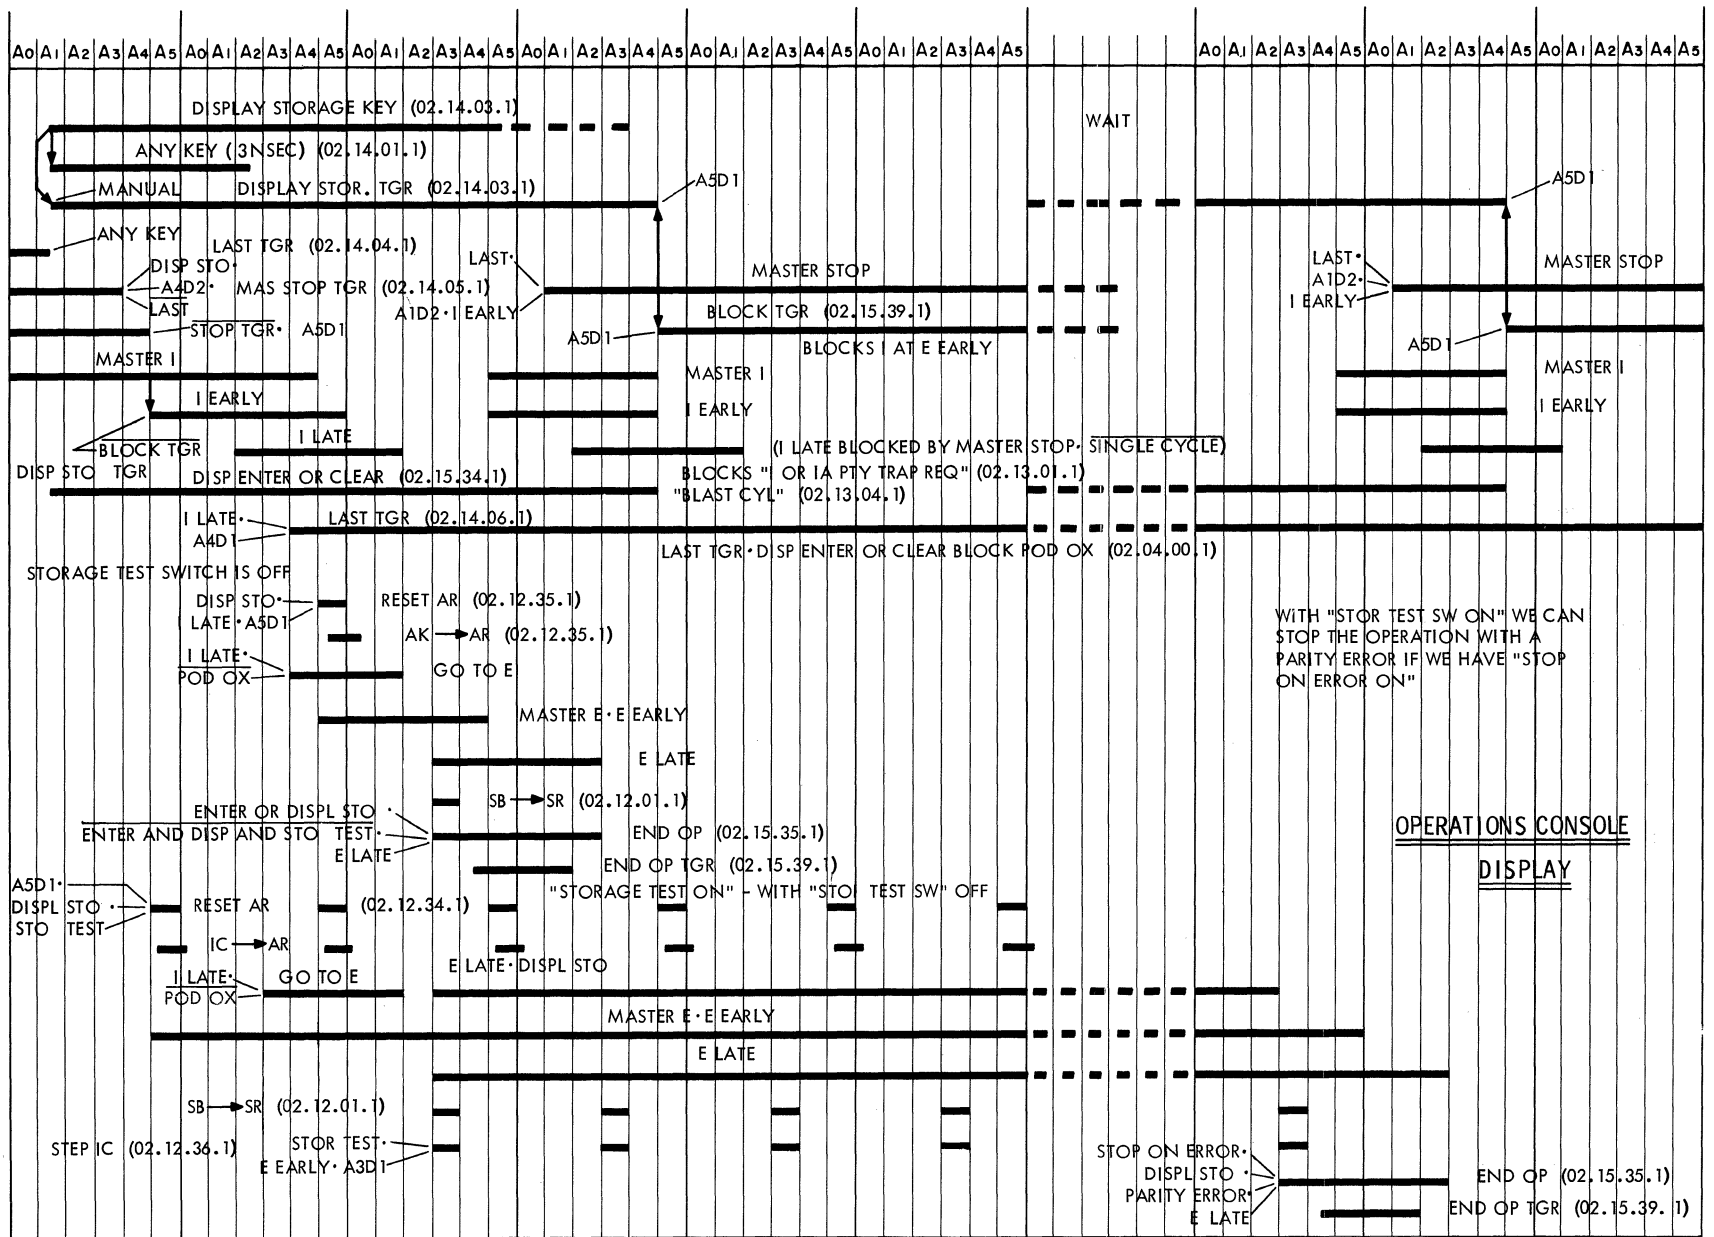 A0 A1 A2 A3 A4 A5 A0 A1 A2 A3 A4 A5 A0 A1 A2 A3 A4 A5 A0 A1 A2 A3 A4 A5 A0 A1 A2 A3 A4 A5 A0 A1 A2 A3 A4 A5 A0 A1 A2 A3 A4 A5 A0 A1 A2 A3 A4 A5 A0 A1 A2 A3 A4 A5
DISPLAY STORAGE KEY (02.14.03.1)
WAIT
ANY KEY (3NSEC) (02.14.01.1)
MANUAL DISPLAY STOR. TGR (02.14.03.1)
A5D1
A5D1
ANY KEY
LAST TGR (02.14.04.1)
DISP STO·
A4D2· MAS STOP TGR (02.14.05.1)
LAST
LAST·
A1D2·I EARLY
MASTER STOP
LAST·
A1D2·
I EARLY
MASTER STOP
STOP TGR· A5D1
BLOCK TGR (02.15.39.1)
A5D1
BLOCKS I AT E EARLY
A5D1
MASTER I
MASTER I
MASTER I
I EARLY
I EARLY
I EARLY
BLOCK TGR
I LATE
(I LATE BLOCKED BY MASTER STOP· SINGLE CYCLE)
DISP STO TGR
DISP ENTER OR CLEAR (02.15.34.1)
BLOCKS "I OR IA PTY TRAP REQ" (02.13.01.1)
"BLAST CYL" (02.13.04.1)
I LATE·
A4D1
LAST TGR (02.14.06.1)
LAST TGR·DISP ENTER OR CLEAR BLOCK POD OX (02.04.00.1)
STORAGE TEST SWITCH IS OFF
DISP STO·
I LATE·A5D1
RESET AR (02.12.35.1)
AK → AR (02.12.35.1)
I LATE·
POD OX
GO TO E
WITH "STOR TEST SW ON" WE CAN
STOP THE OPERATION WITH A
PARITY ERROR IF WE HAVE "STOP
ON ERROR ON"
MASTER E·E EARLY
E LATE
SB → SR (02.12.01.1)
ENTER OR DISPL STO ·
ENTER AND DISP AND STO TEST·
E LATE
END OP (02.15.35.1)
END OP TGR (02.15.39.1)
OPERATIONS CONSOLE
DISPLAY
"STORAGE TEST ON" - WITH "STOR TEST SW" OFF
A5D1·
DISPL STO ·
STO TEST
RESET AR (02.12.34.1)
IC → AR
E LATE·DISPL STO
I LATE·
POD OX
GO TO E
MASTER E·E EARLY
E LATE
SB → SR (02.12.01.1)
STEP IC (02.12.36.1)
STOR TEST·
E EARLY·A3D1
STOP ON ERROR·
DISPL STO ·
PARITY ERROR·
E LATE
END OP (02.15.35.1)
END OP TGR (02.15.39.1)